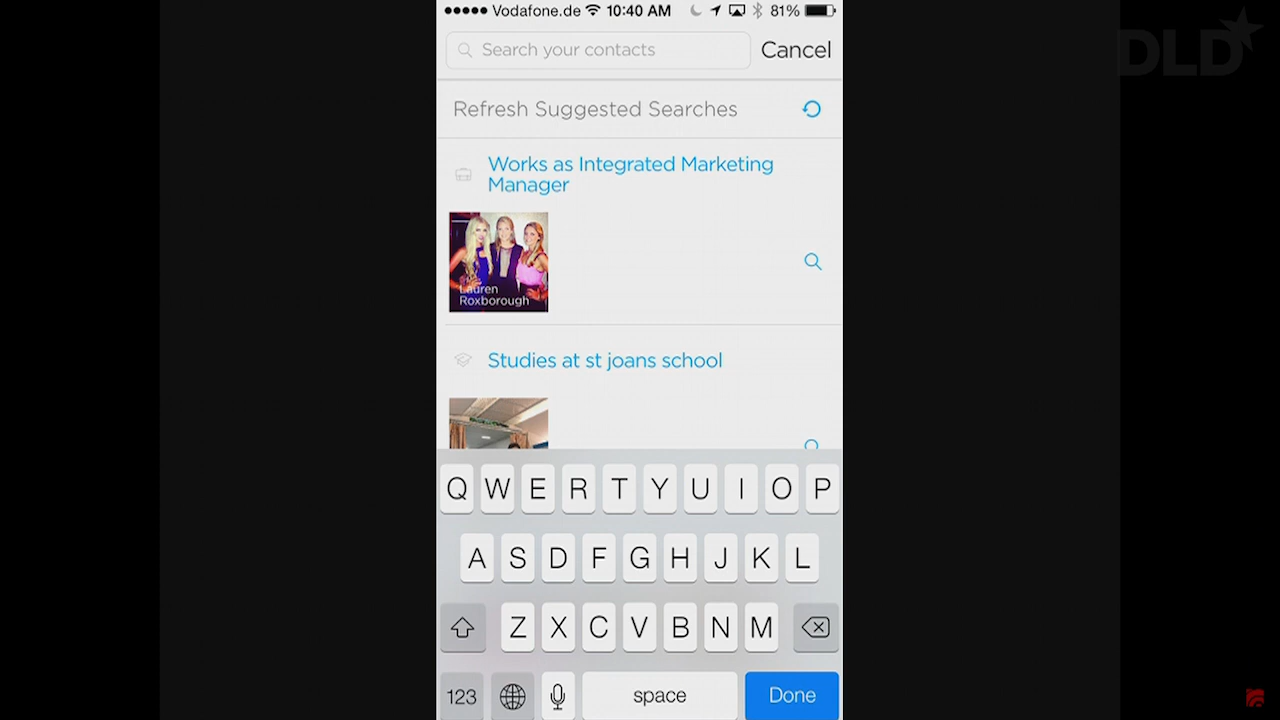 Vodafone.de 10:40 AM 81%
Search your contacts Cancel
DLD
Refresh Suggested Searches
Works as Integrated Marketing
Manager
Lauren
Roxborough
Studies at st joans school
Q W E R T Y U I O P
A S D F G H J K L
Z X C V B N M
123 space Done